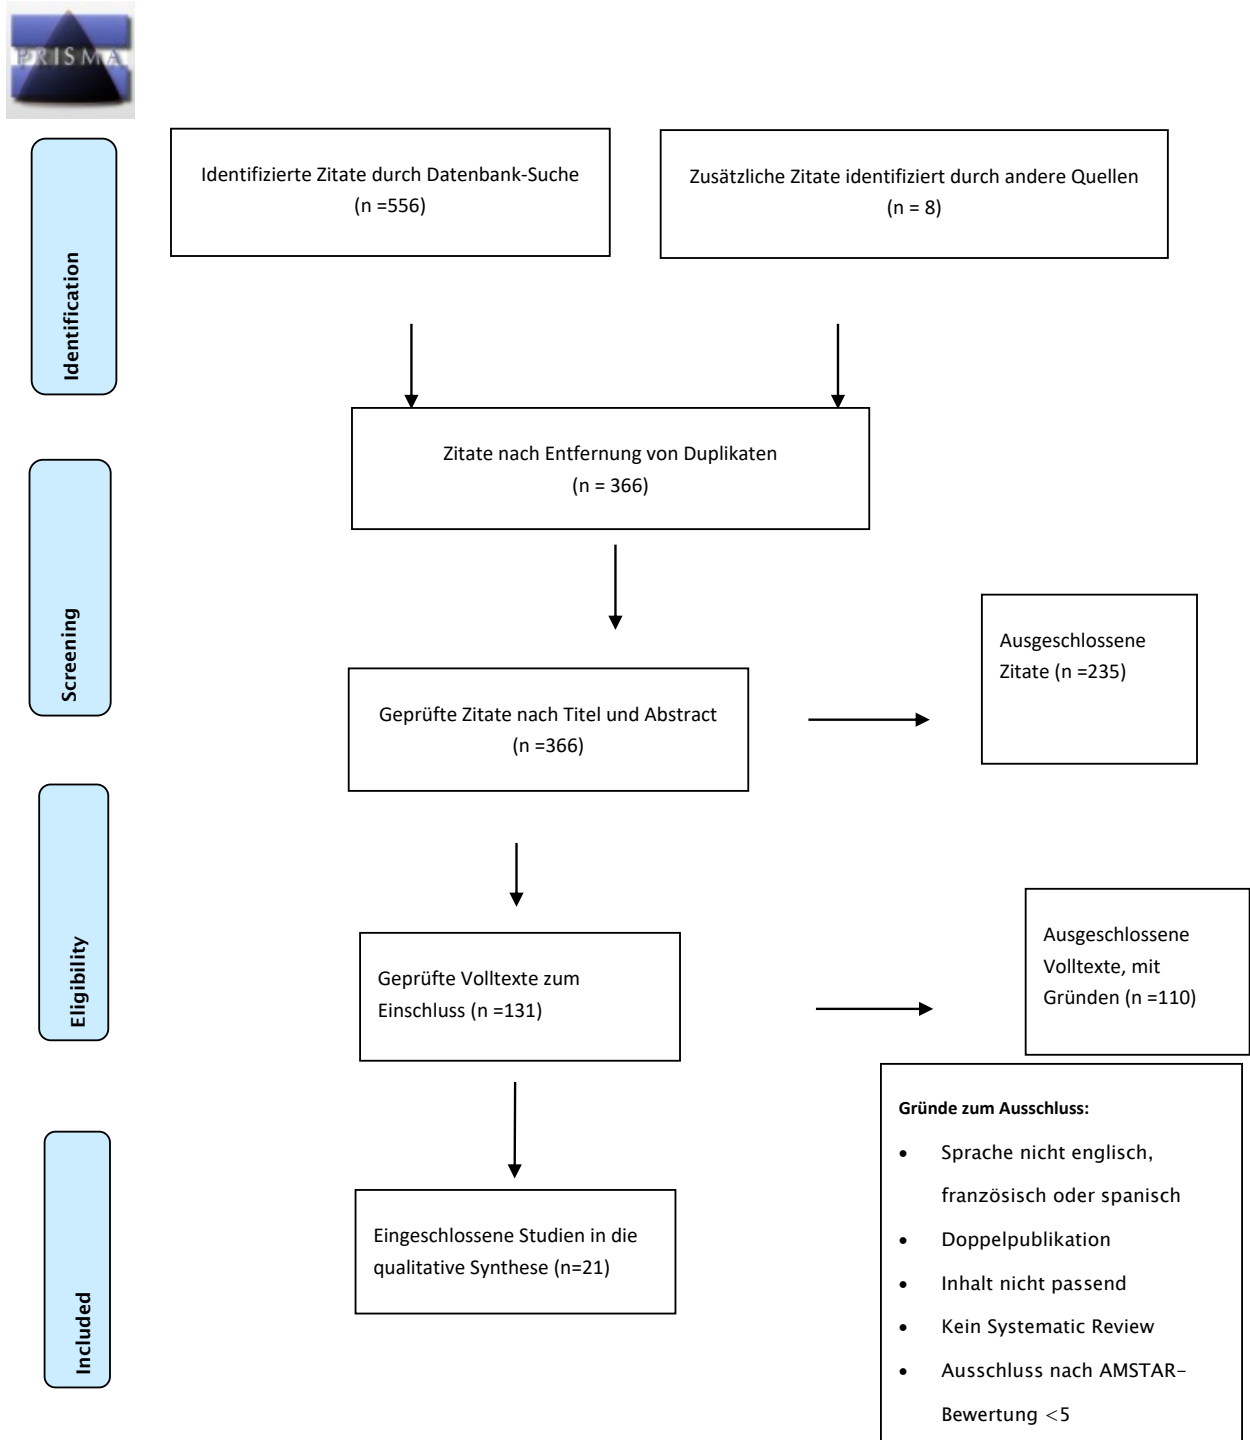 PRISMA
Identification
Identifizierte Zitate durch Datenbank-Suche
(n =556)
Zusätzliche Zitate identifiziert durch andere Quellen
(n = 8)
Zitate nach Entfernung von Duplikaten
(n = 366)
Screening
Geprüfte Zitate nach Titel und Abstract
(n =366)
Ausgeschlossene
Zitate (n =235)
Eligibility
Geprüfte Volltexte zum
Einschluss (n =131)
Ausgeschlossene
Volltexte, mit
Gründen (n =110)
Gründe zum Ausschluss:
• Sprache nicht englisch,
französisch oder spanisch
• Doppelpublikation
• Inhalt nicht passend
• Kein Systematic Review
• Ausschluss nach AMSTAR-
Bewertung <5
Included
Eingeschlossene Studien in die
qualitative Synthese (n=21)